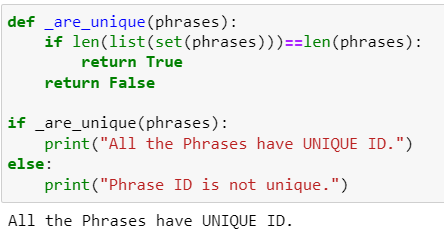 def _are_unique(phrases):
    if len(list(set(phrases)))==len(phrases):
        return True
    return False
if _are_unique(phrases):
    print("All the Phrases have UNIQUE ID.")
else:
    print("Phrase ID is not unique.")
All the Phrases have UNIQUE ID.